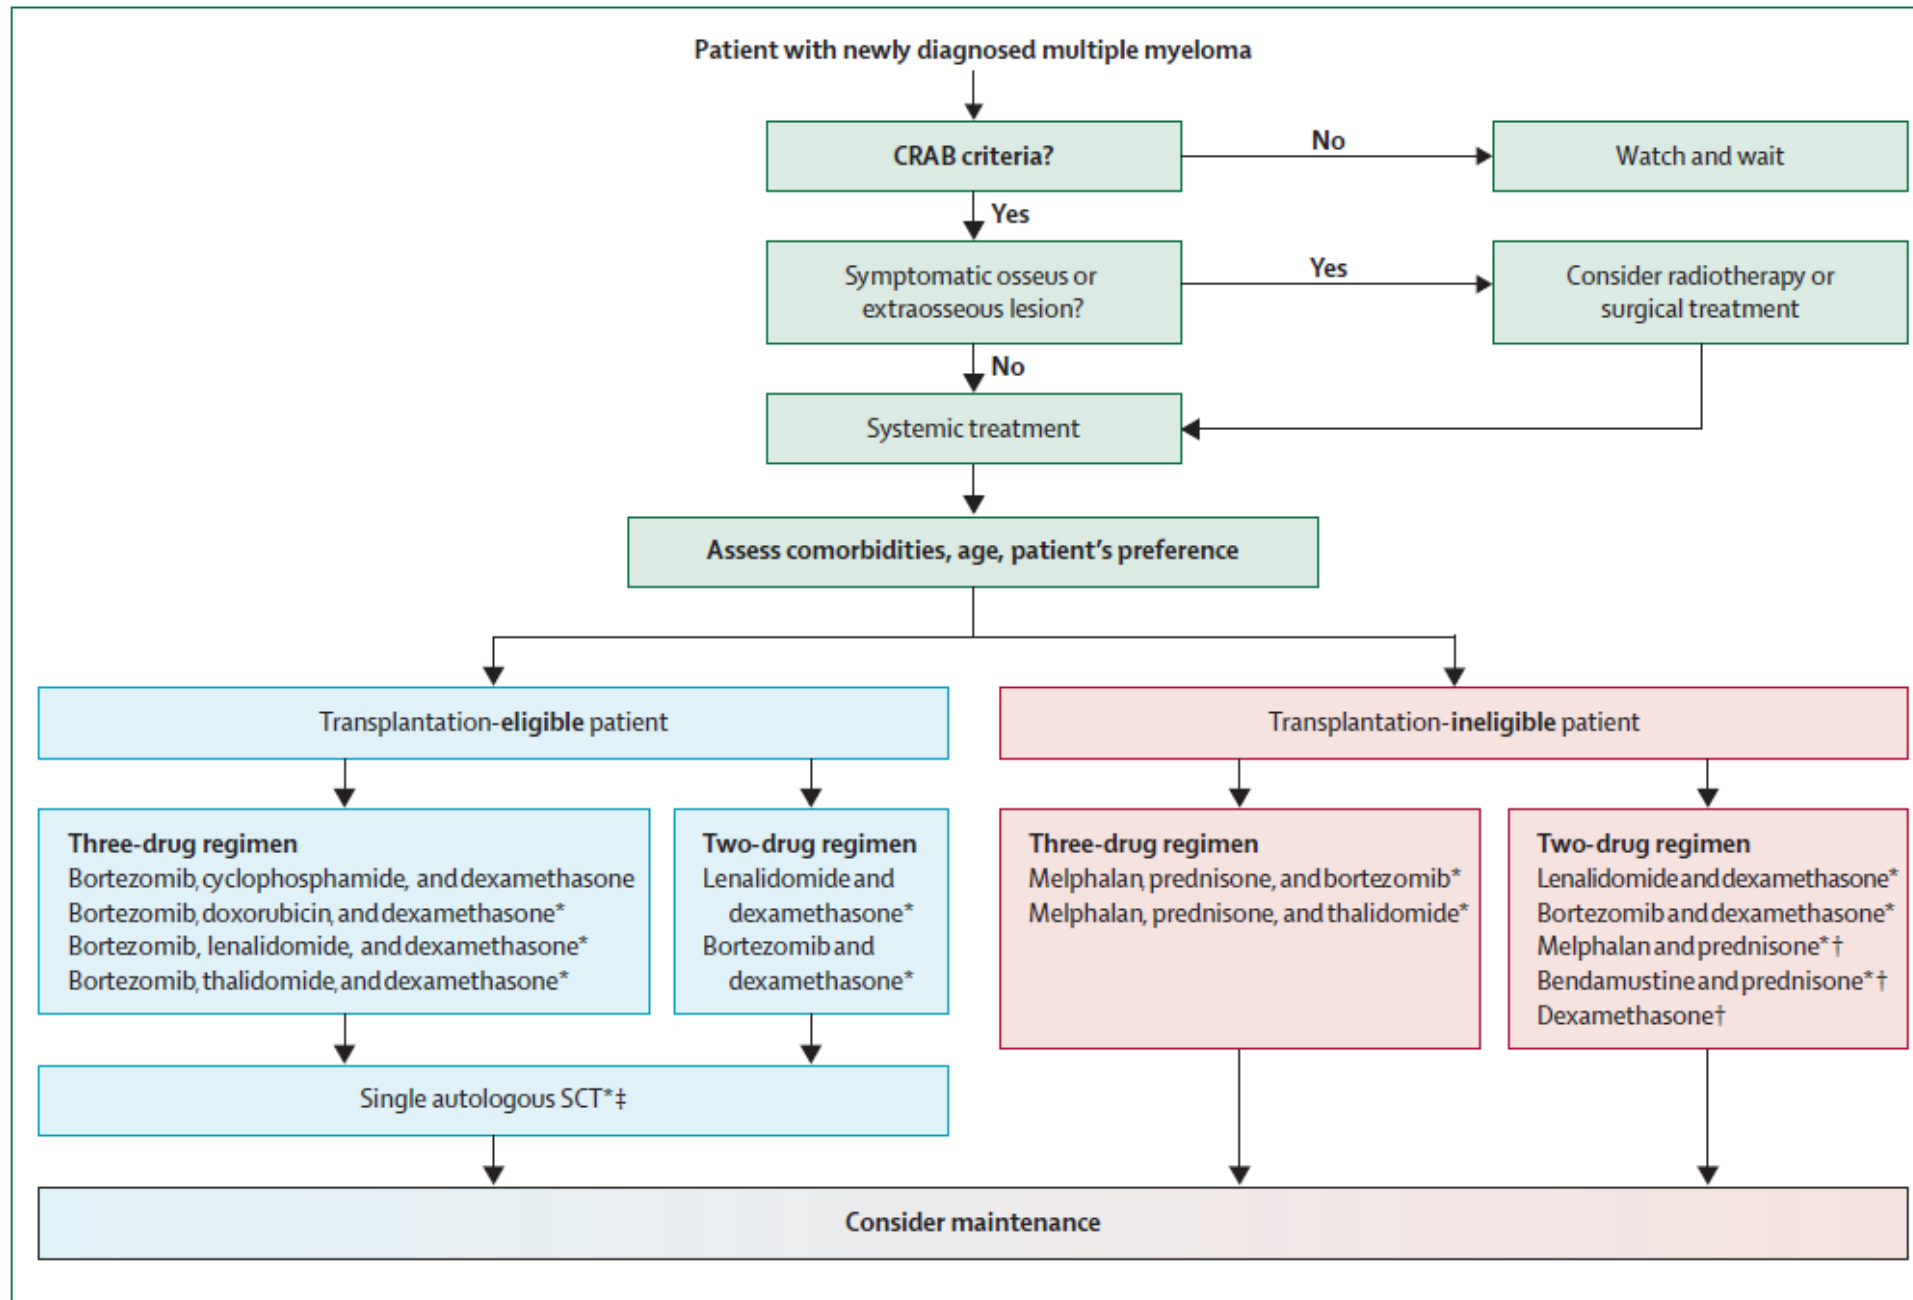 Patient with newly diagnosed multiple myeloma
CRAB criteria?
No
Watch and wait
Yes
Symptomatic osseus or
extraosseous lesion?
Yes
Consider radiotherapy or
surgical treatment
No
Systemic treatment
Assess comorbidities, age, patient's preference
Transplantation-eligible patient
Transplantation-ineligible patient
Three-drug regimen
Bortezomib, cyclophosphamide, and dexamethasone
Bortezomib, doxorubicin, and dexamethasone*
Bortezomib, lenalidomide, and dexamethasone*
Bortezomib, thalidomide, and dexamethasone*
Two-drug regimen
Lenalidomide and
dexamethasone*
Bortezomib and
dexamethasone*
Three-drug regimen
Melphalan, prednisone, and bortezomib*
Melphalan, prednisone, and thalidomide*
Two-drug regimen
Lenalidomide and dexamethasone*
Bortezomib and dexamethasone*
Melphalan and prednisone*†
Bendamustine and prednisone*†
Dexamethasone†
Single autologous SCT*‡
Consider maintenance